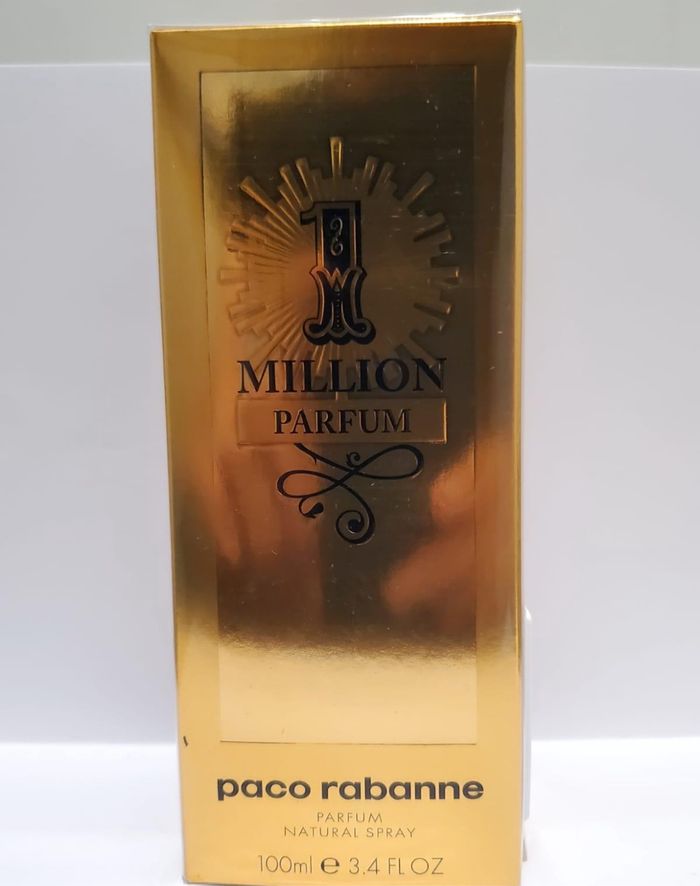 1
MILLION
PARFUM
paco rabanne
PARFUM
NATURAL SPRAY
100ml e 3.4 FL OZ